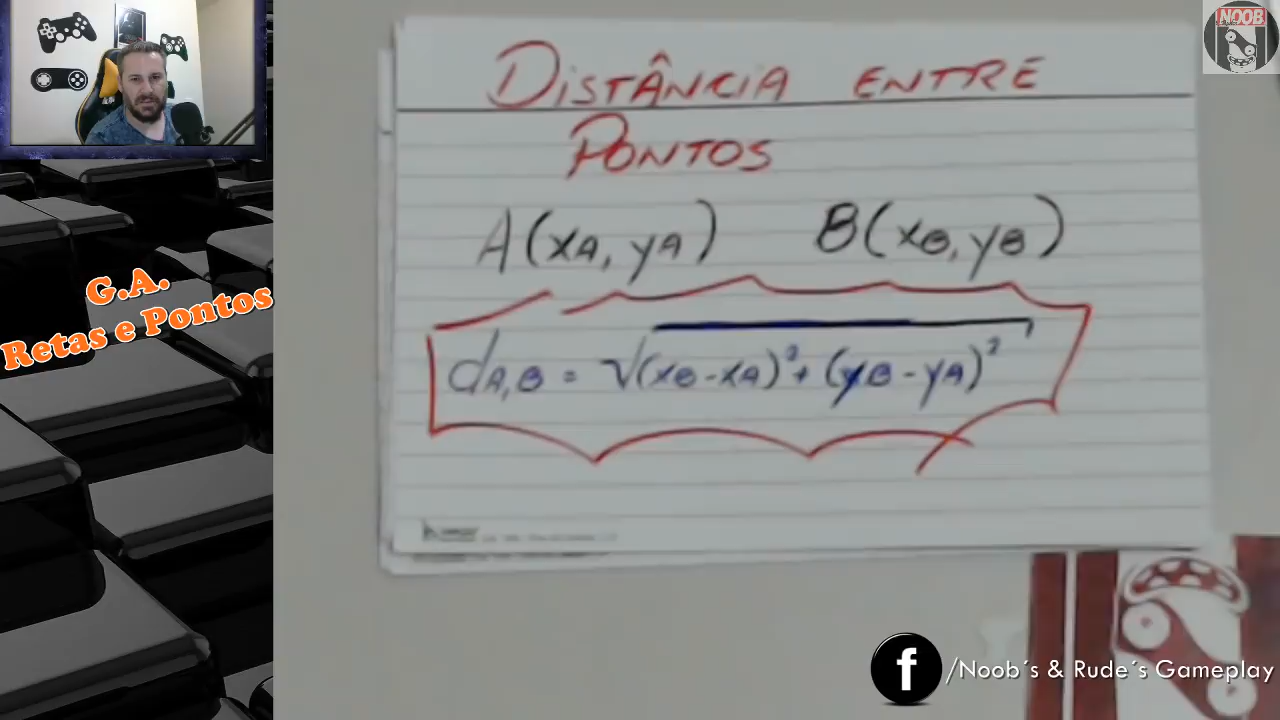 NOOB
DISTÂNCIA ENTRE
PONTOS
A(XA, YA) B(XB, YB)
dA,B = √(XB-XA)²+(YB-YA)²
G.A.
Retas e Pontos
/Noob´s & Rude´s Gameplay